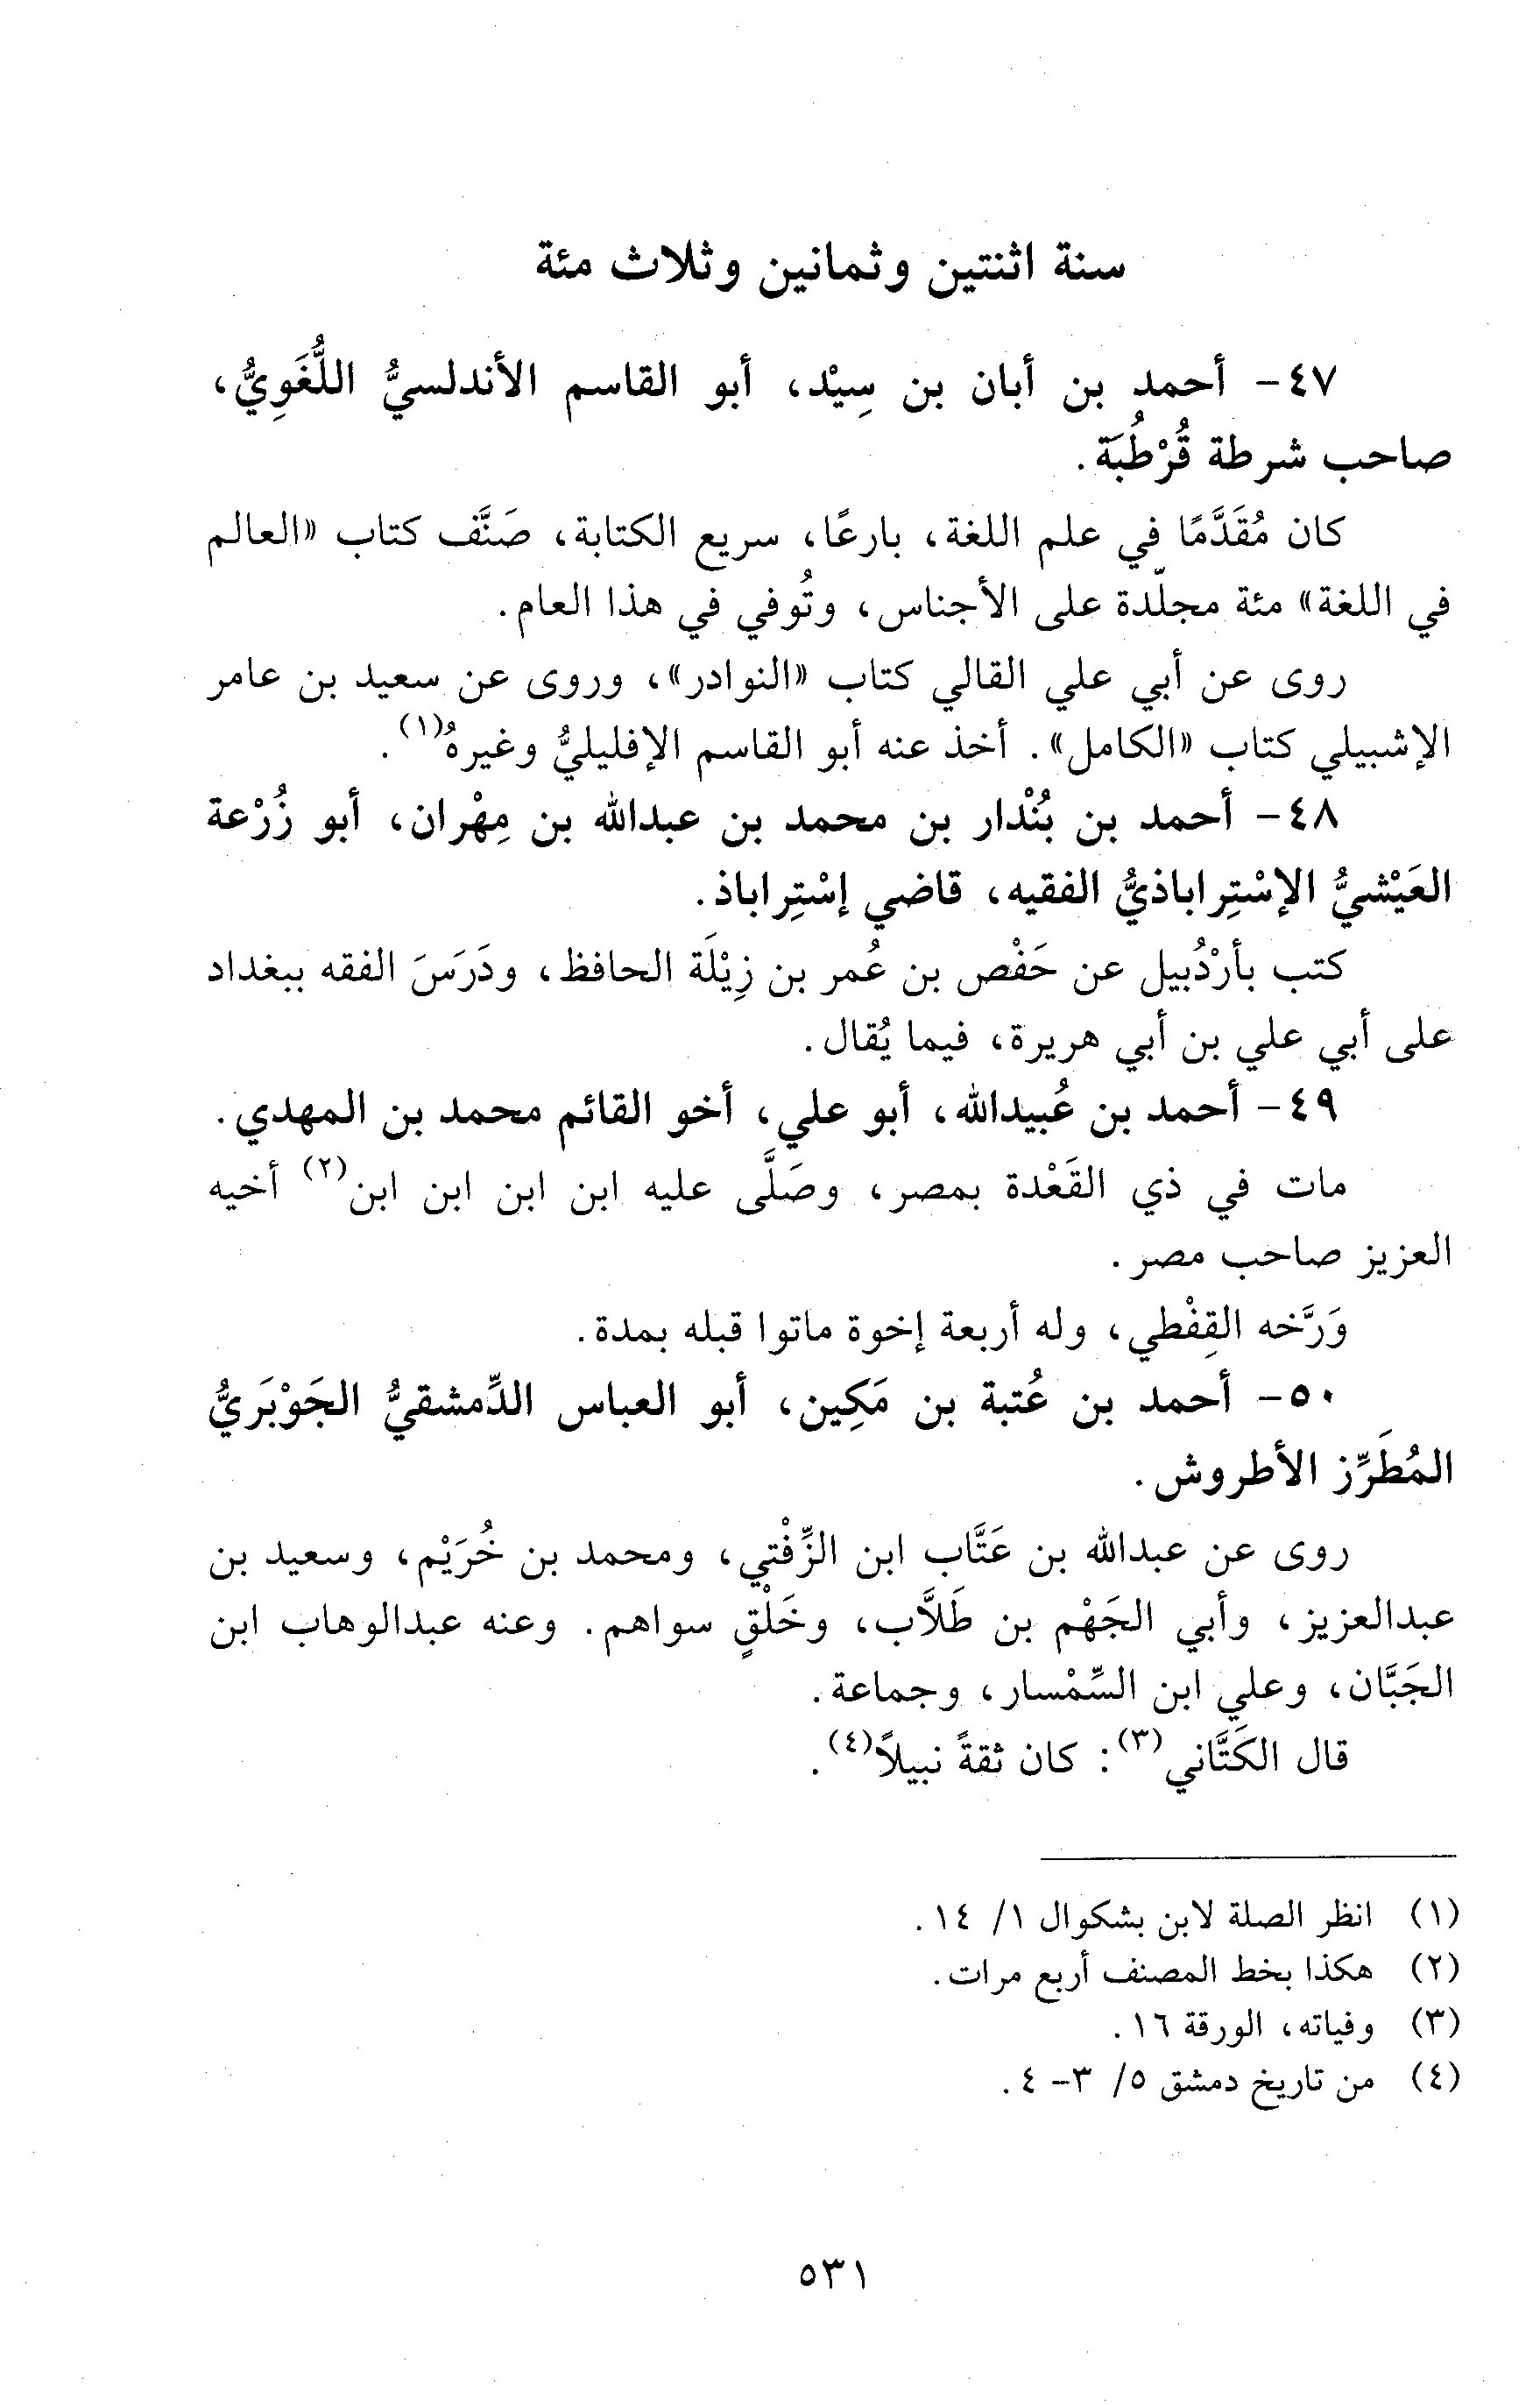 سنة اثنتين وثمانين وثلاث مئة
٤٧- أحمد بن أبان بن سِيْد، أبو القاسم الأندلسيُّ اللُّغَوِيُّ،
صاحب شرطة قُرْطُبَة.
كان مُقَدَّمًا في علم اللغة، بارعًا، سريع الكتابة، صَنَّف كتاب «العالم
في اللغة» مئة مجلّدة على الأجناس، وتُوفي في هذا العام.
روى عن أبي علي القالي كتاب «النوادر»، وروى عن سعيد بن عامر
الإشبيلي كتاب «الكامل». أخذ عنه أبو القاسم الإفليليُّ وغيرهُ(١).
٤٨- أحمد بن بُنْدار بن محمد بن عبدالله بن مِهْران، أبو زُرْعة
العَيْشيُّ الإسْتِراباذيُّ الفقيه، قاضي إسْتِراباذ.
كتب بأرْدُبيل عن حَفْص بن عُمر بن زِيْلَة الحافظ، ودَرَسَ الفقه ببغداد
على أبي علي بن أبي هريرة، فيما يُقال.
٤٩- أحمد بن عُبيدالله، أبو علي، أخو القائم محمد بن المهدي.
مات في ذي القَعْدة بمصر، وصَلَّى عليه ابن ابن ابن ابن(٢) أخيه
العزيز صاحب مصر.
وَرَّخه القِفْطي، وله أربعة إخوة ماتوا قبله بمدة.
٥٠- أحمد بن عُتبة بن مَكِين، أبو العباس الدِّمشقيُّ الجَوْبَريُّ
المُطَرِّز الأطروش.
روى عن عبدالله بن عَتَّاب ابن الزِّفْتي، ومحمد بن خُرَيْم، وسعيد بن
عبدالعزيز، وأبي الجَهْم بن طَلاَّب، وخَلْقٍ سواهم. وعنه عبدالوهاب ابن
الجَبَّان، وعلي ابن السِّمْسار، وجماعة.
قال الكَتَّاني(٣): كان ثقةً نبيلاً(٤).
(١) انظر الصلة لابن بشكوال ١/ ١٤.
(٢) هكذا بخط المصنف أربع مرات.
(٣) وفياته، الورقة ١٦.
(٤) من تاريخ دمشق ٥/ ٣- ٤.
٥٣١